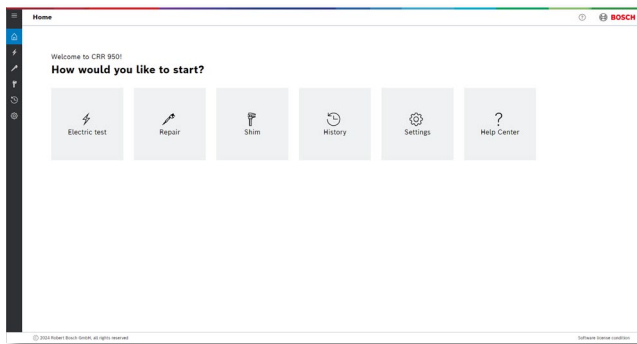 Home
BOSCH
Welcome to CRR 950!
How would you like to start?
Electric test
Repair
Shim
History
Settings
Help Center
© 2024 Robert Bosch GmbH, all rights reserved
Software license condition